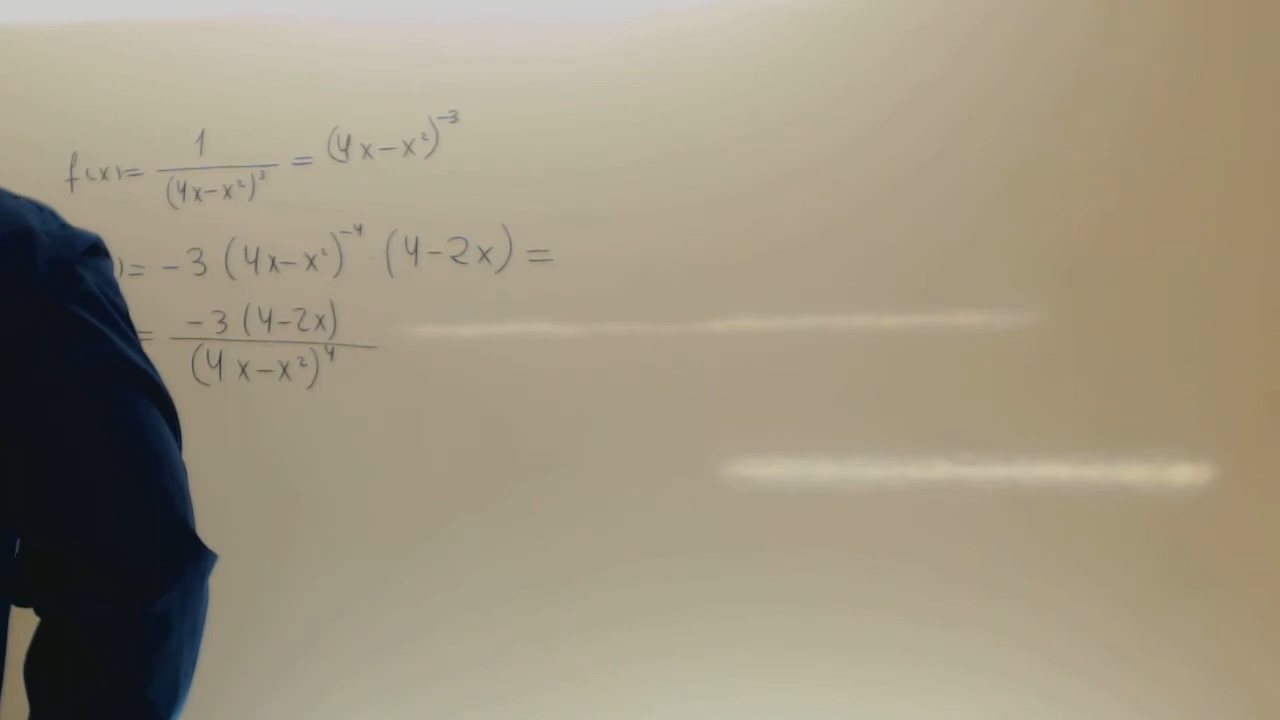 f(x) = 1/(4x-x²)³ = (4x-x²)⁻³
) = -3 (4x-x²)⁻⁴ · (4-2x) =
= -3(4-2x)/(4x-x²)⁴